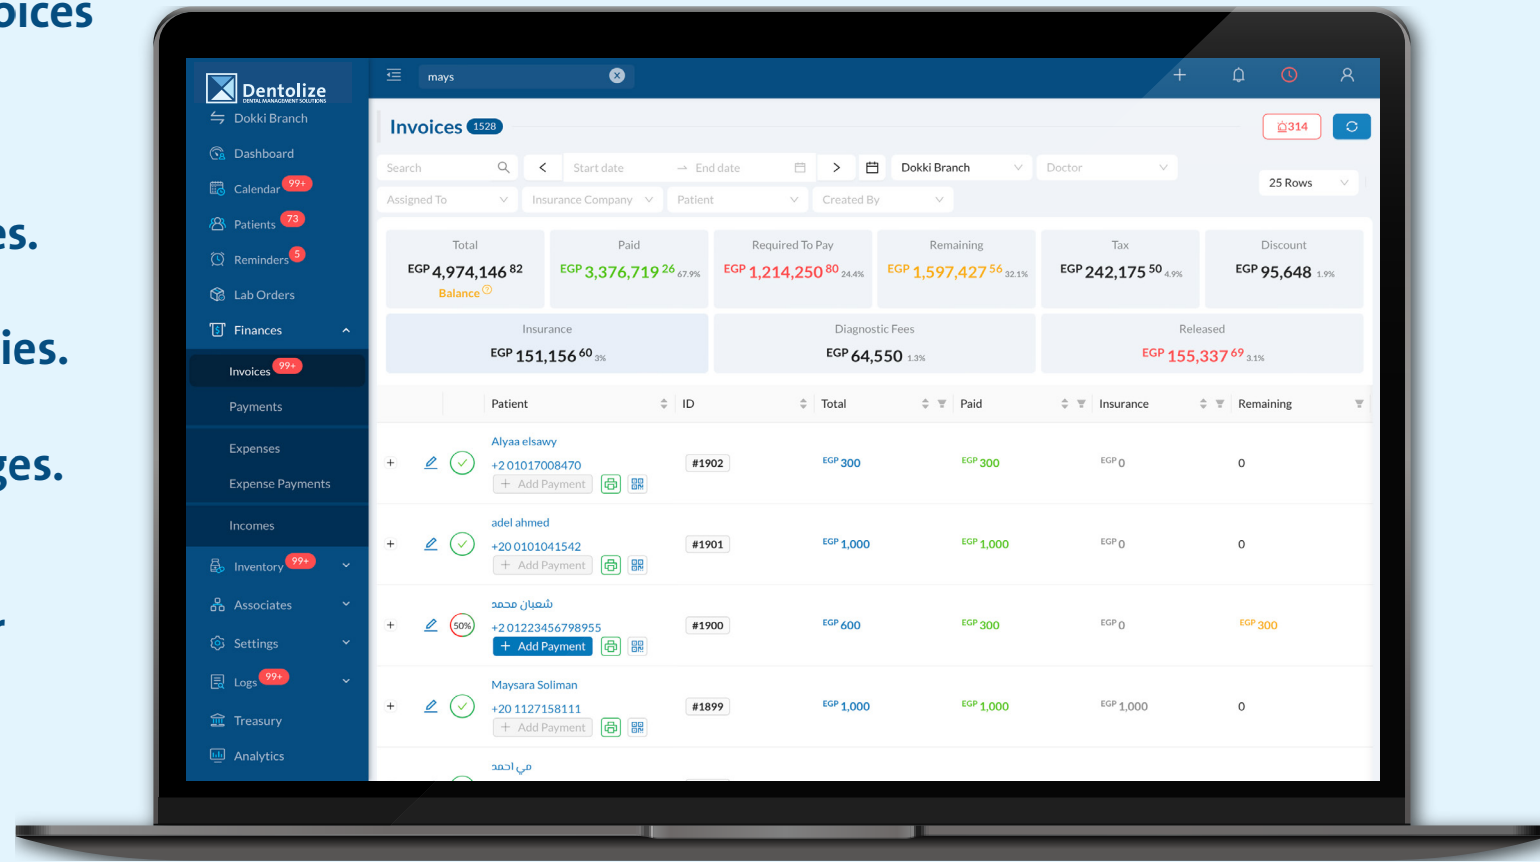 oices
es.
ies.
ges.
r
Dentolize
DENTAL MANAGEMENT SOLUTIONS
Dokki Branch
Dashboard
Calendar 99+
Patients 73
Reminders 5
Lab Orders
Finances
Invoices 99+
Payments
Expenses
Expense Payments
Incomes
Inventory 99+
Associates
Settings
Logs 99+
Treasury
Analytics
mays
Invoices 1528
314
Search
Start date → End date
Dokki Branch
Doctor
25 Rows
Assigned To
Insurance Company
Patient
Created By
Total
EGP 4,974,146 82
Balance
Paid
EGP 3,376,719 26 67.9%
Required To Pay
EGP 1,214,250 80 24.4%
Remaining
EGP 1,597,427 56 32.1%
Tax
EGP 242,175 50 4.9%
Discount
EGP 95,648 1.9%
Insurance
EGP 151,156 60 3%
Diagnostic Fees
EGP 64,550 1.3%
Released
EGP 155,337 69 3.1%
Patient ID Total Paid Insurance Remaining
Alyaa elsawy
+2 01017008470 #1902 EGP 300 EGP 300 EGP 0 0
+ Add Payment
adel ahmed
+20 0101041542 #1901 EGP 1,000 EGP 1,000 EGP 0 0
+ Add Payment
شعبان محمد
50% +2 01223456798955 #1900 EGP 600 EGP 300 EGP 0 EGP 300
+ Add Payment
Maysara Soliman
+20 1127158111 #1899 EGP 1,000 EGP 1,000 EGP 1,000 0
+ Add Payment
مي احمد